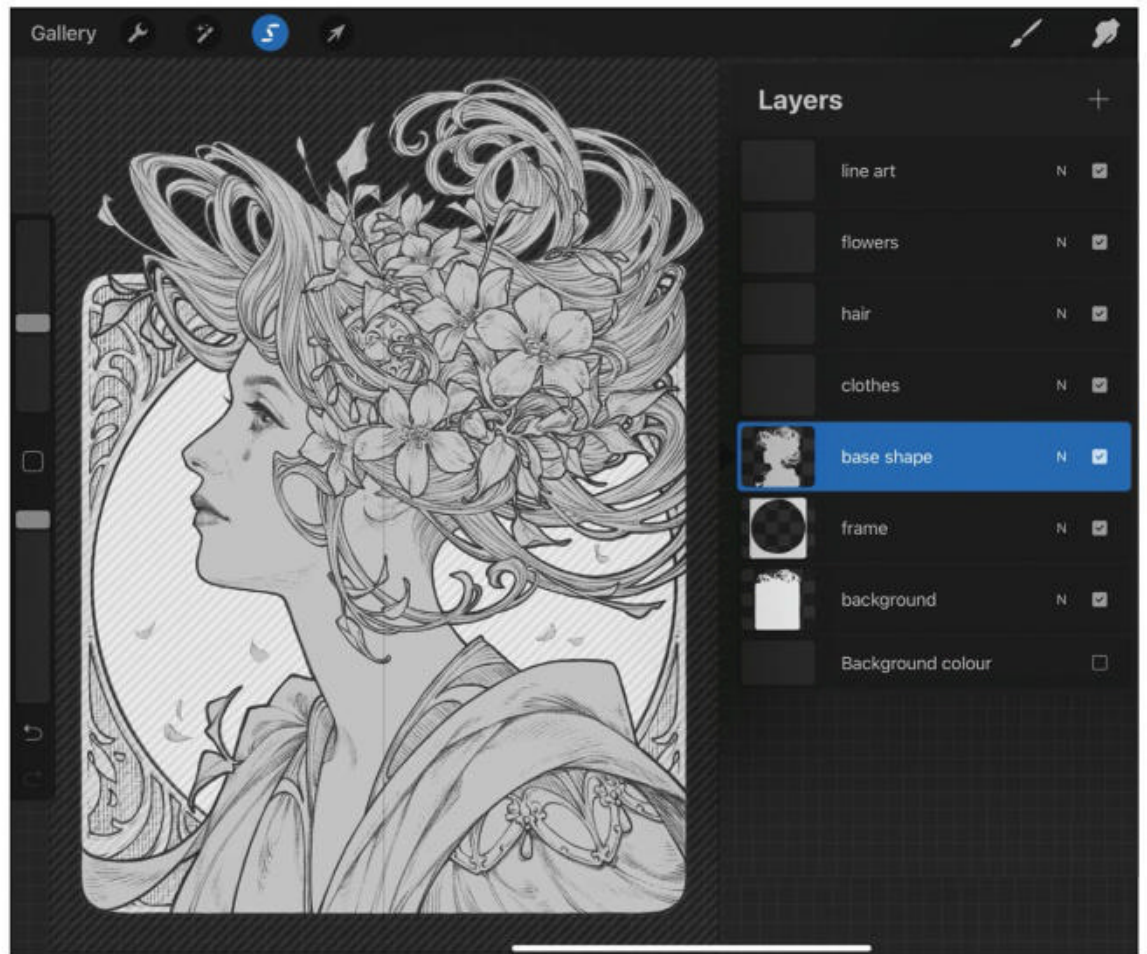 Gallery
Layers
line art N
flowers N
hair N
clothes N
base shape N
frame N
background N
Background colour